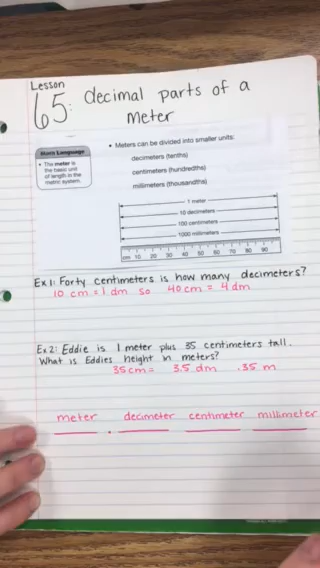 Lesson
65: decimal parts of a
meter
Math Language
• The meter is
the basic unit
of length in the
metric system.
• Meters can be divided into smaller units:
decimeters (tenths)
centimeters (hundredths)
millimeters (thousandths)
1 meter
10 decimeters
100 centimeters
1000 millimeters
cm 10 20 30 40 50 60 70 80 90
Ex 1: Forty centimeters is how many decimeters?
10 cm = 1 dm so 40 cm = 4 dm
Ex 2: Eddie is 1 meter plus 35 centimeters tall.
What is Eddies height in meters?
35 cm = 3.5 dm .35 m
meter decimeter centimeter millimeter